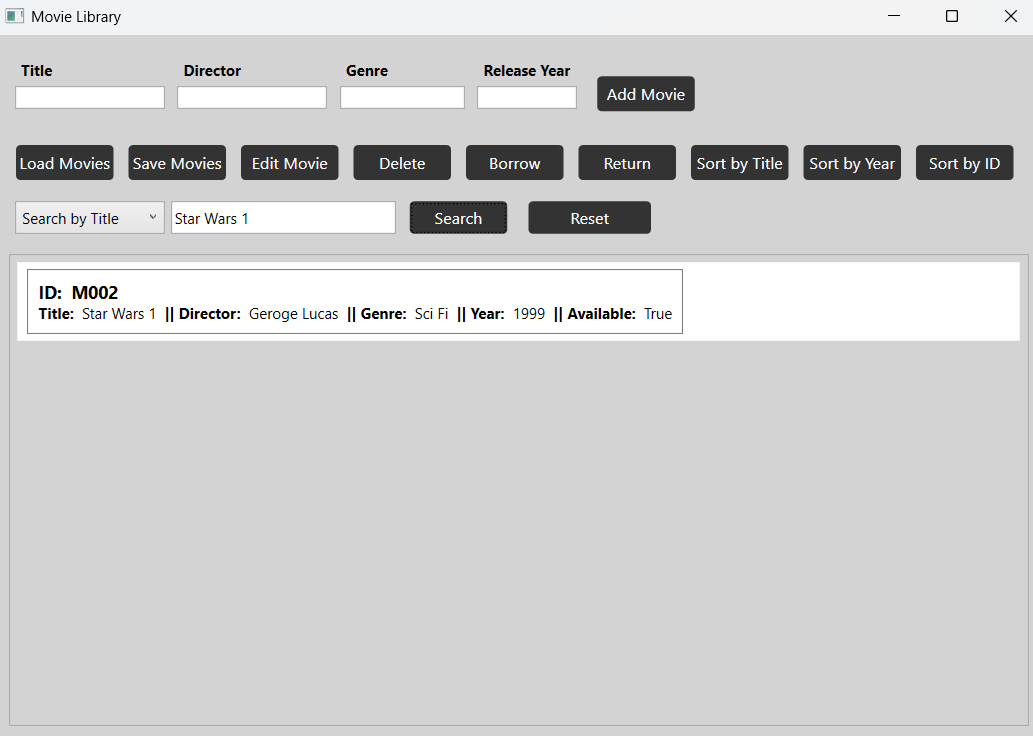 Movie Library
Title Director Genre Release Year
Add Movie
Load Movies Save Movies Edit Movie Delete Borrow Return Sort by Title Sort by Year Sort by ID
Search by Title Star Wars 1 Search Reset
ID: M002
Title: Star Wars 1 || Director: Geroge Lucas || Genre: Sci Fi || Year: 1999 || Available: True